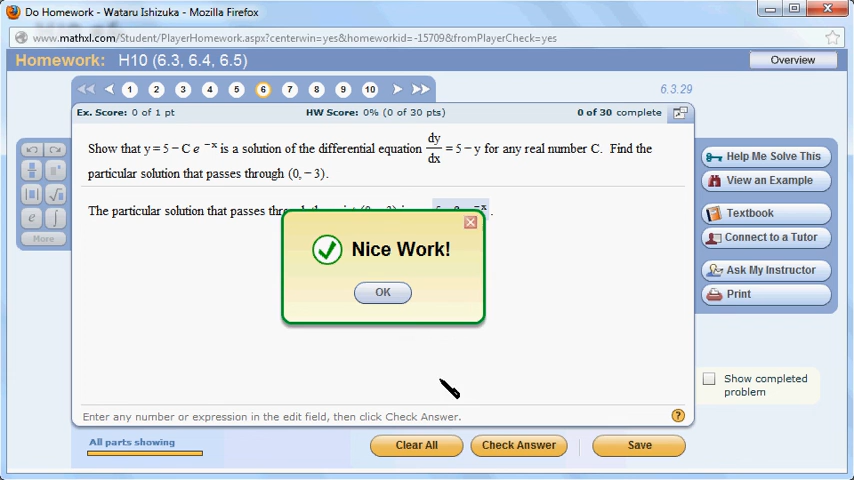 Do Homework - Wataru Ishizuka - Mozilla Firefox
www.mathxl.com/Student/PlayerHomework.aspx?centerwin=yes&homeworkid=-15709&fromPlayerCheck=yes
Homework: H10 (6.3, 6.4, 6.5)
Overview
1 2 3 4 5 6 7 8 9 10
6.3.29
Ex. Score: 0 of 1 pt HW Score: 0% (0 of 30 pts) 0 of 30 complete
Show that y = 5 − C e −x is a solution of the differential equation dy/dx = 5 − y for any real number C. Find the
particular solution that passes through (0, − 3).
The particular solution that passes
Nice Work!
OK
More
Help Me Solve This
View an Example
Textbook
Connect to a Tutor
Ask My Instructor
Print
Show completed
problem
Enter any number or expression in the edit field, then click Check Answer.
?
All parts showing
Clear All
Check Answer
Save